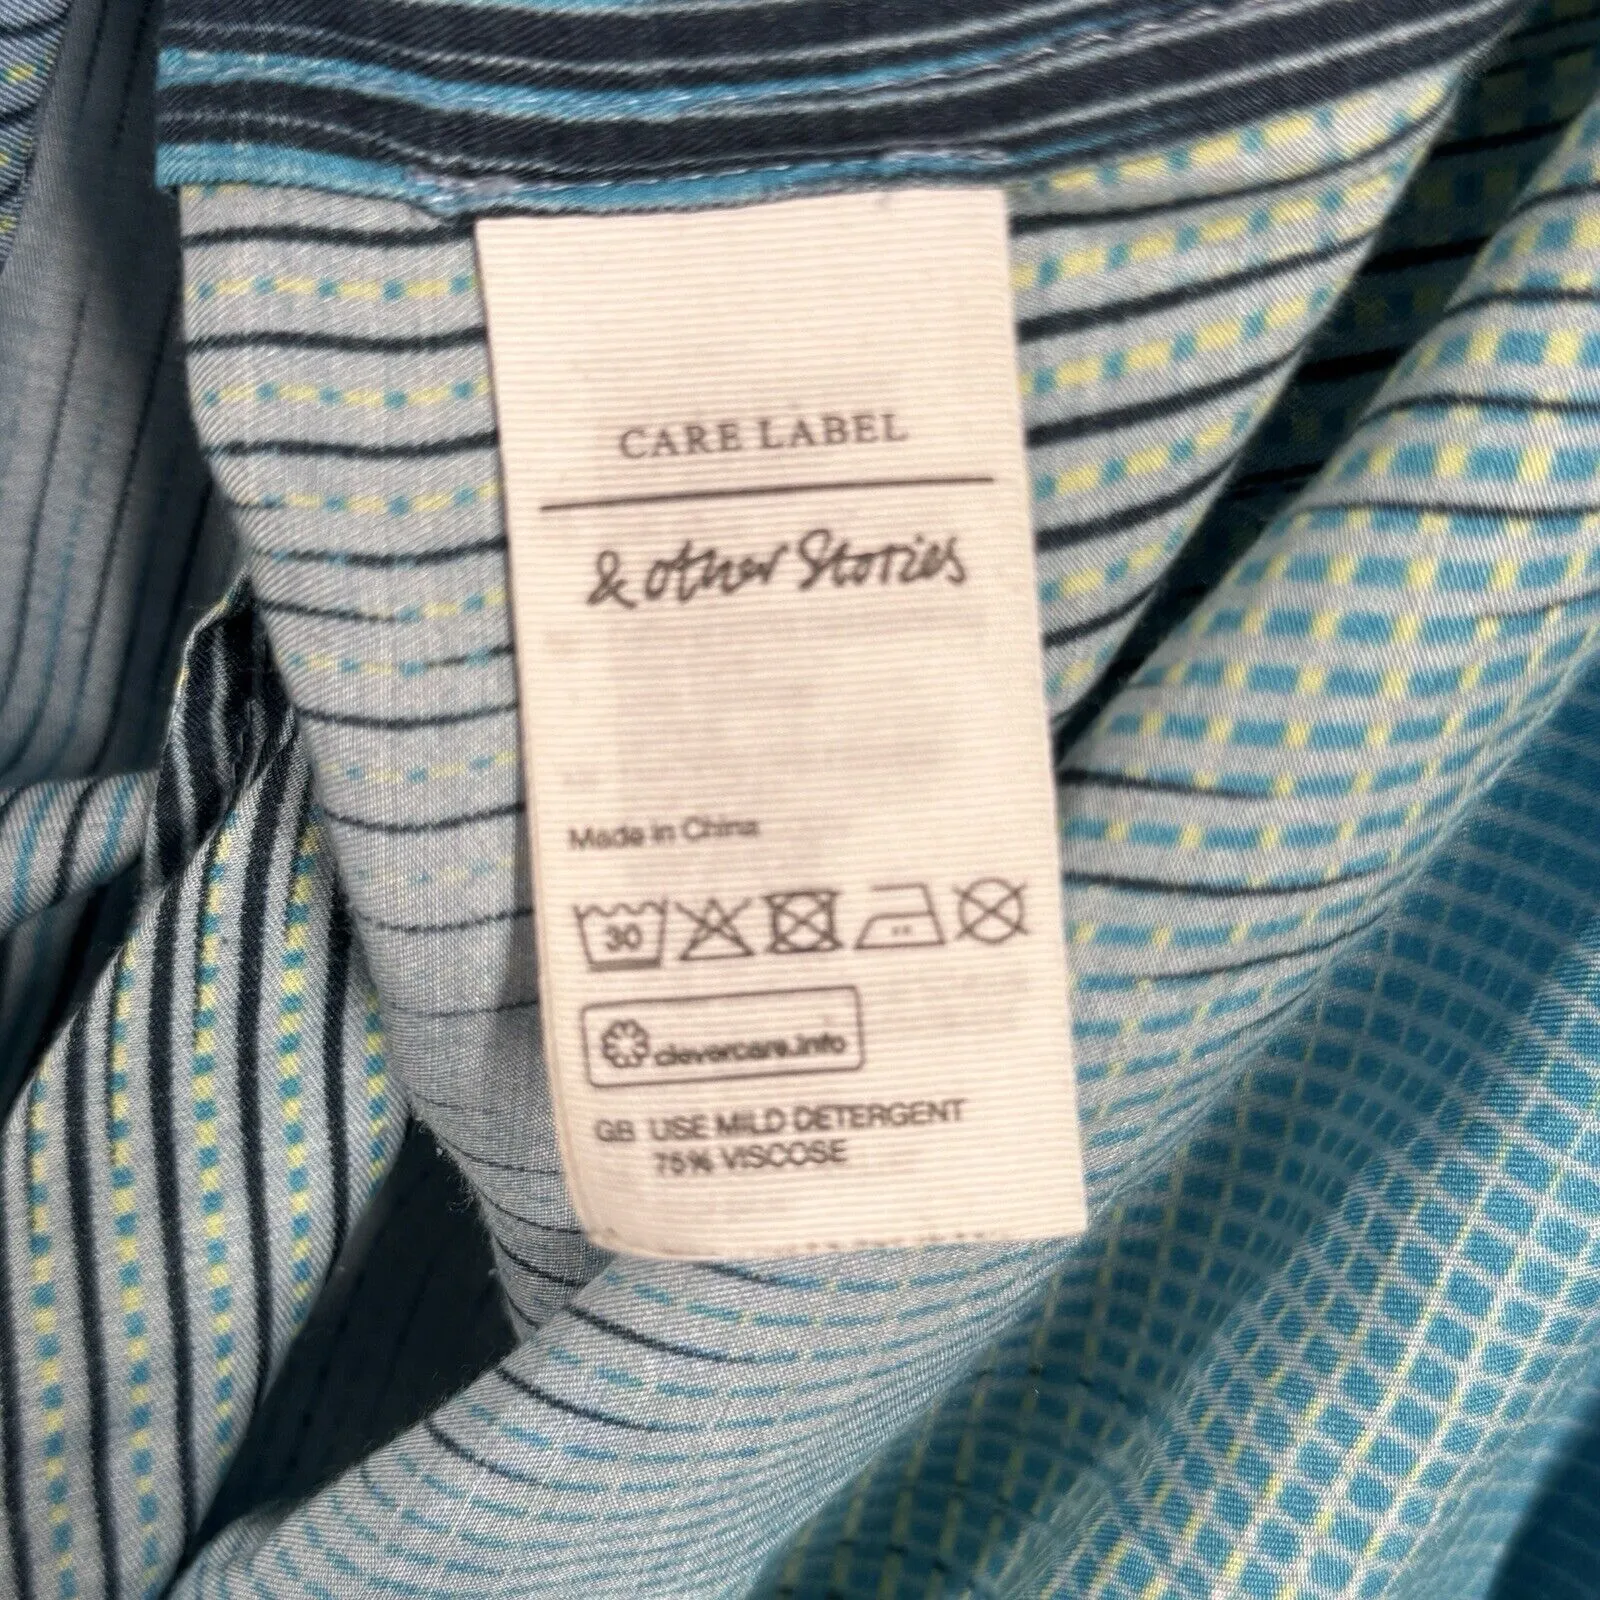 CARE LABEL
& Other Stories
Made in China
30
clevercare.info
GB USE MILD DETERGENT
75% VISCOSE